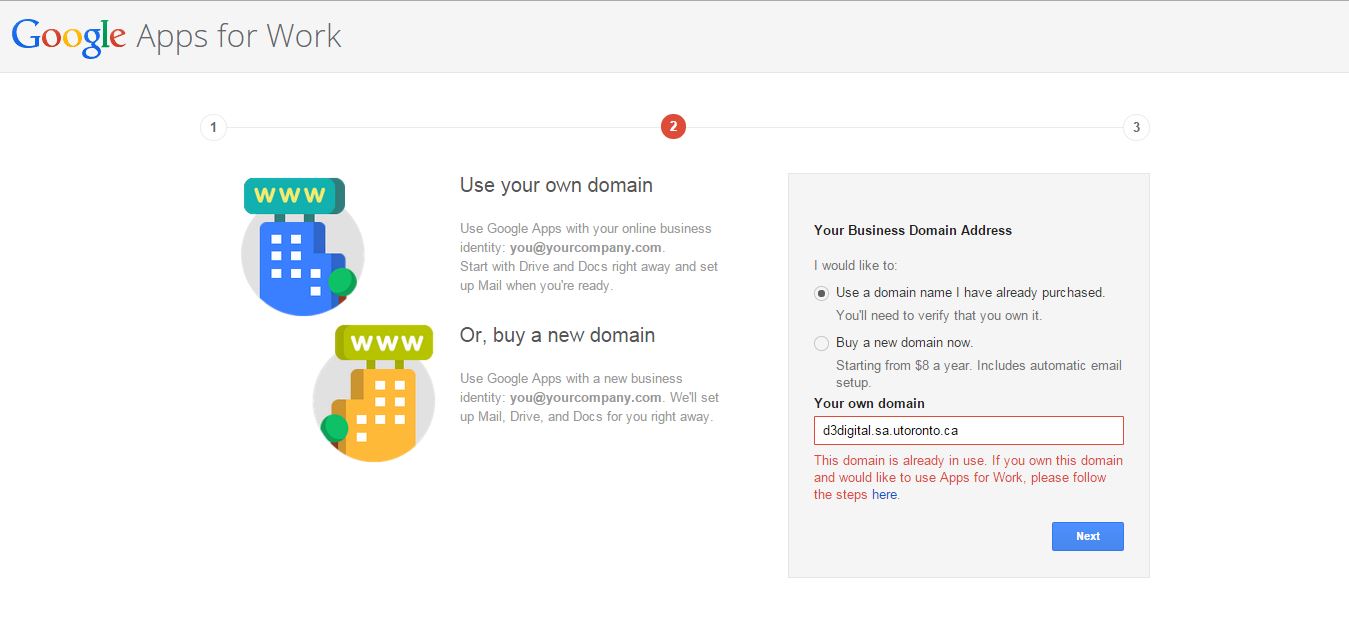 Google Apps for Work
1
2
3
WWW
Use your own domain
Use Google Apps with your online business
identity: you@yourcompany.com.
Start with Drive and Docs right away and set
up Mail when you're ready.
WWW
Or, buy a new domain
Use Google Apps with a new business
identity: you@yourcompany.com. We'll set
up Mail, Drive, and Docs for you right away.
Your Business Domain Address
I would like to:
Use a domain name I have already purchased.
You'll need to verify that you own it.
Buy a new domain now.
Starting from $8 a year. Includes automatic email
setup.
Your own domain
d3digital.sa.utoronto.ca
This domain is already in use. If you own this domain
and would like to use Apps for Work, please follow
the steps here.
Next